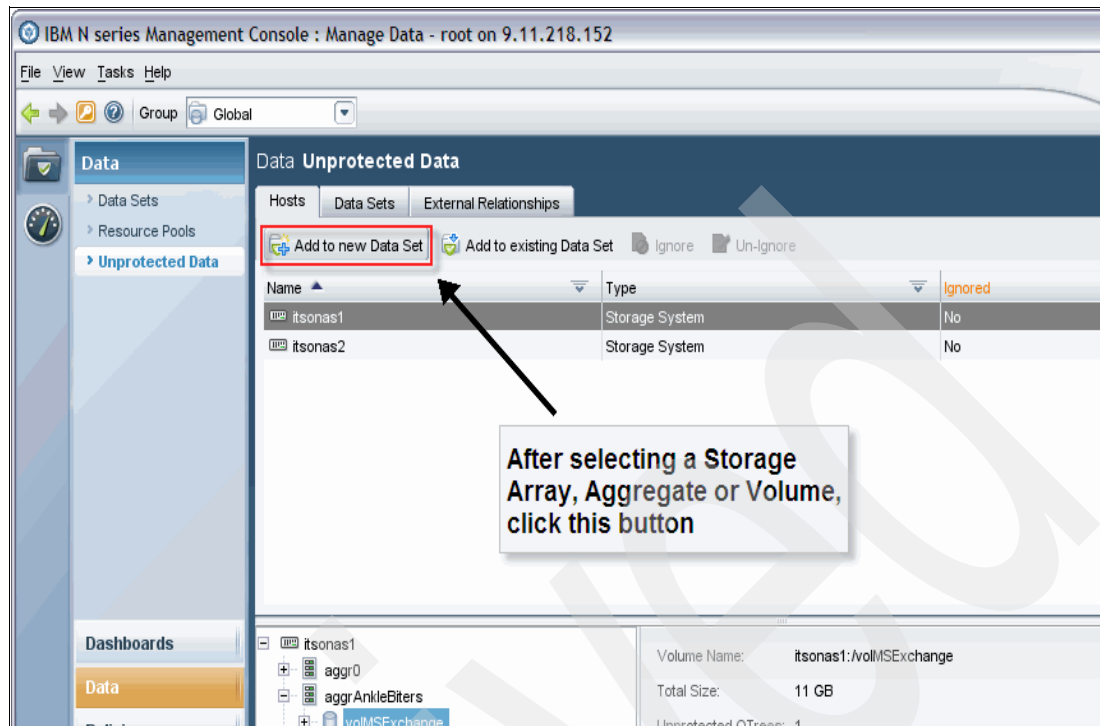 IBM N series Management Console : Manage Data - root on 9.11.218.152
File View Tasks Help
Group Global
Data
Data Sets
Resource Pools
Unprotected Data
Data Unprotected Data
Hosts Data Sets External Relationships
Add to new Data Set Add to existing Data Set Ignore Un-Ignore
Name Type Ignored
itsonas1 Storage System No
itsonas2 Storage System No
After selecting a Storage
Array, Aggregate or Volume,
click this button
Dashboards
Data
itsonas1
aggr0
aggrAnkleBiters
volMSExchange
Volume Name: itsonas1:/volMSExchange
Total Size: 11 GB
Unprotected QTrees: 1